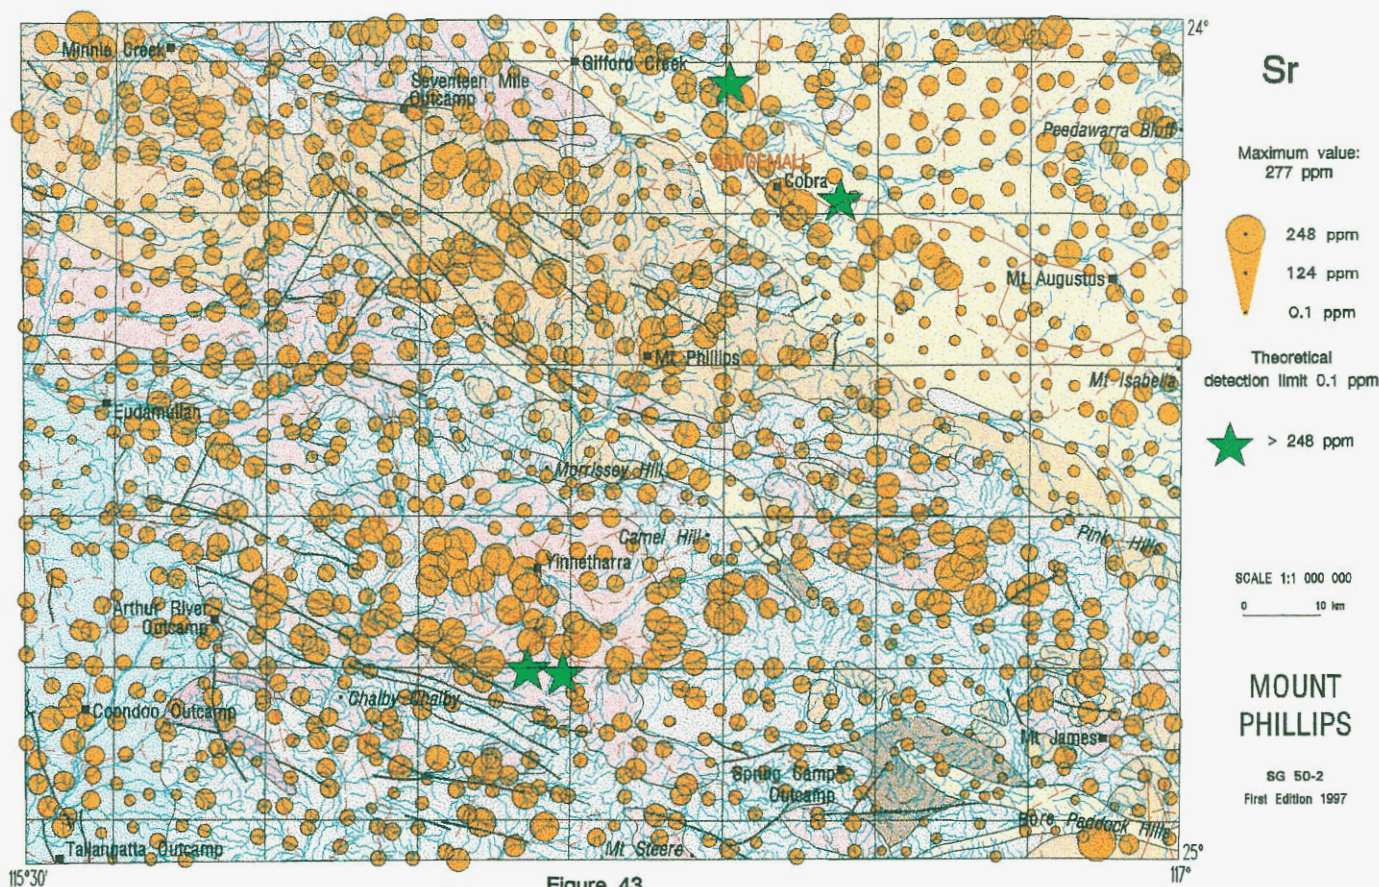 24°
Minnie Creek
Gifford Creek
Seventeen Mile
Outcamp
Peedawarra Bluff
BANGEMALL
Cobra
Mt Augustus
Mt Phillips
Mt Isabella
Eudamullah
Morrissey Hill
Camel Hill
Pink Hills
Yinnetharra
Arthur River
Outcamp
Chalby Chalby
Coondoo Outcamp
Mt James
Spring Camp
Outcamp
Bore Paddock Hills
Mt Steere
Tallangatta Outcamp
25°
115°30'
117°
Figure 43
Sr
Maximum value:
277 ppm
248 ppm
124 ppm
0.1 ppm
Theoretical
detection limit 0.1 ppm
> 248 ppm
SCALE 1:1 000 000
0 10 km
MOUNT
PHILLIPS
SG 50-2
First Edition 1997